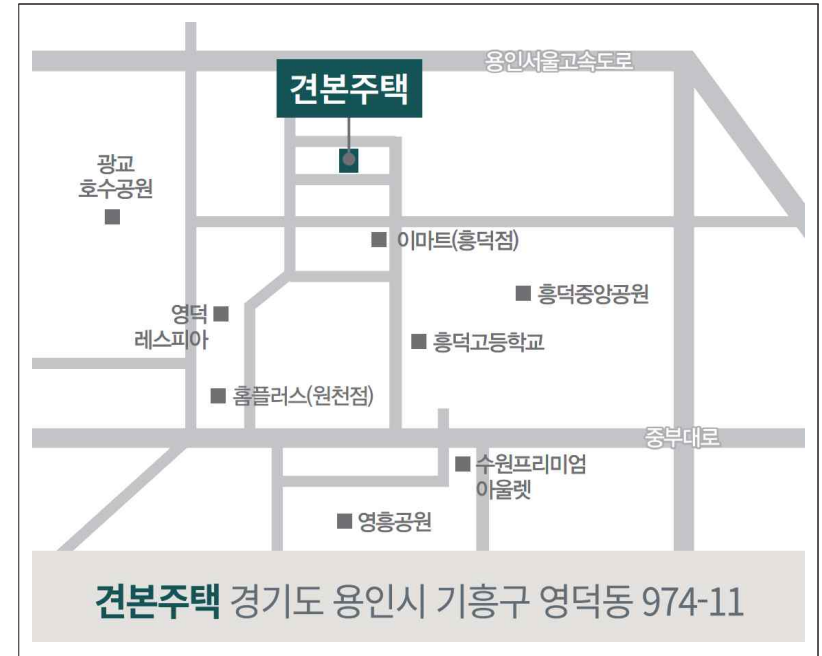 용인서울고속도로
견본주택
광교
호수공원
이마트(흥덕점)
흥덕중앙공원
영덕
레스피아
흥덕고등학교
홈플러스(원천점)
중부대로
수원프리미엄
아울렛
영흥공원
견본주택 경기도 용인시 기흥구 영덕동 974-11